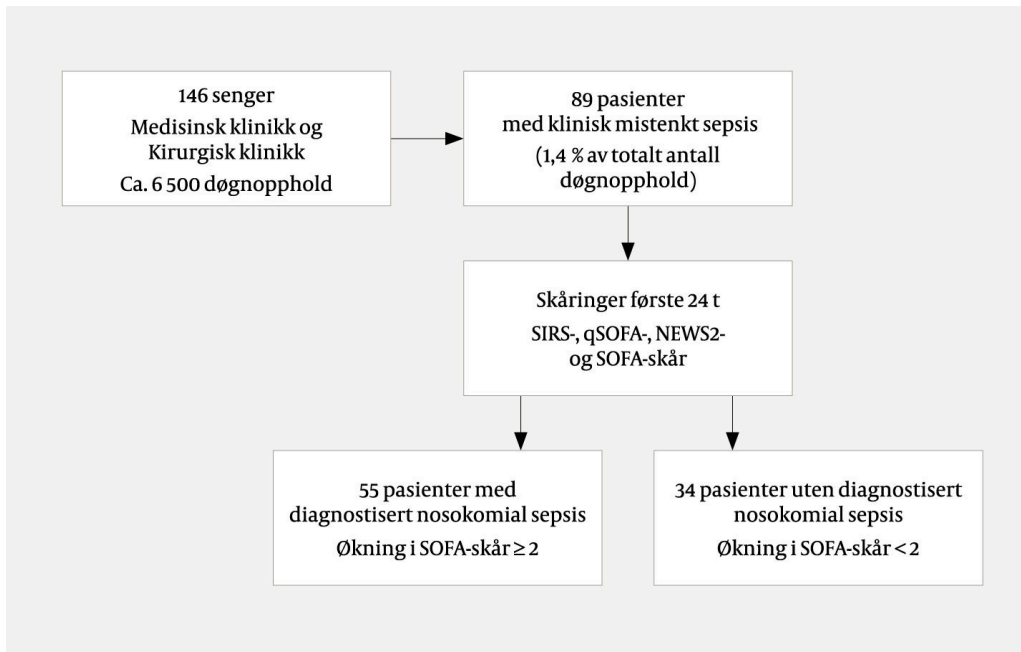 146 senger
Medisinsk klinikk og
Kirurgisk klinikk
Ca. 6 500 døgnopphold
89 pasienter
med klinisk mistenkt sepsis
(1,4 % av totalt antall
døgnopphold)
Skåringer første 24 t
SIRS-, qSOFA-, NEWS2-
og SOFA-skår
55 pasienter med
diagnostisert nosokomial sepsis
Økning i SOFA-skår ≥ 2
34 pasienter uten diagnostisert
nosokomial sepsis
Økning i SOFA-skår < 2